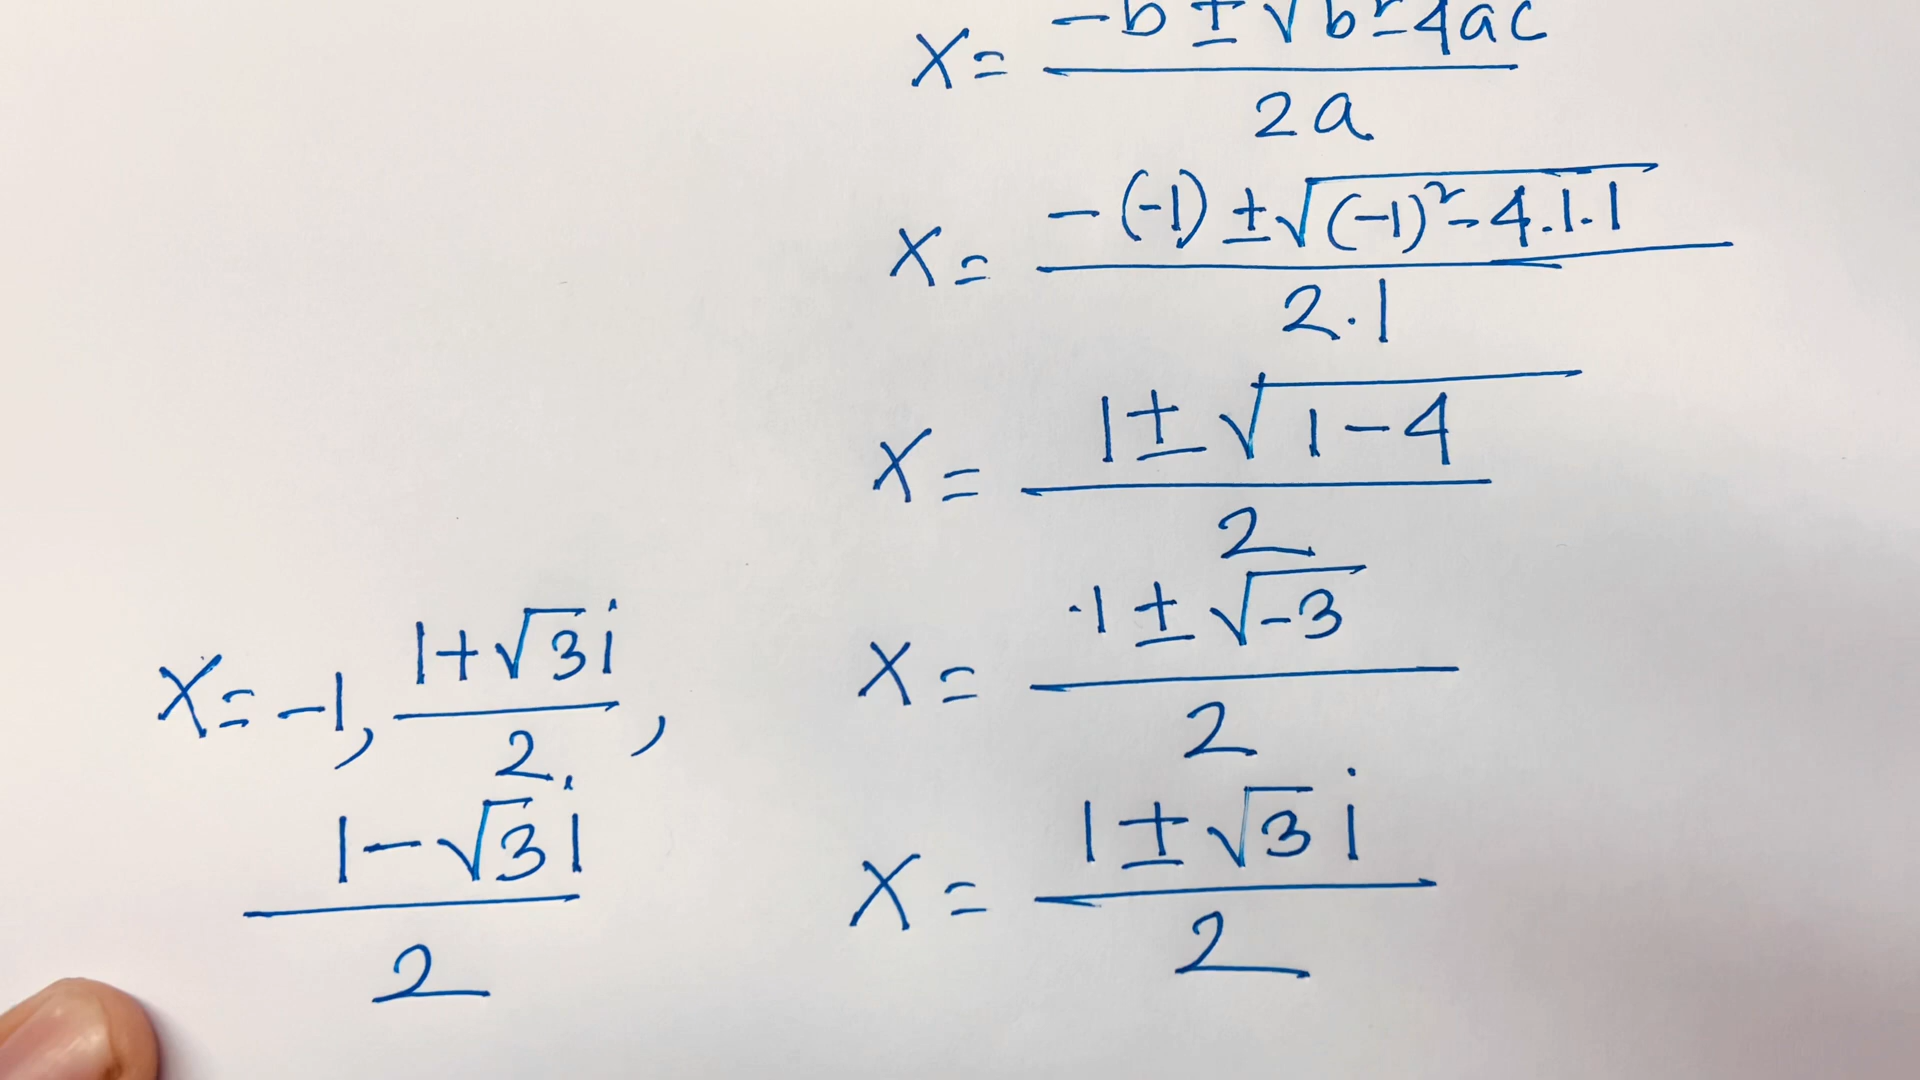 x = (-b ± √b²-4ac) / 2a
x = (-(-1) ± √(-1)²-4.1.1) / 2.1
x = (1 ± √1-4) / 2
x = (1 ± √-3) / 2
x = (1 ± √3 i) / 2
x = -1, (1+√3 i) / 2,
(1-√3 i) / 2